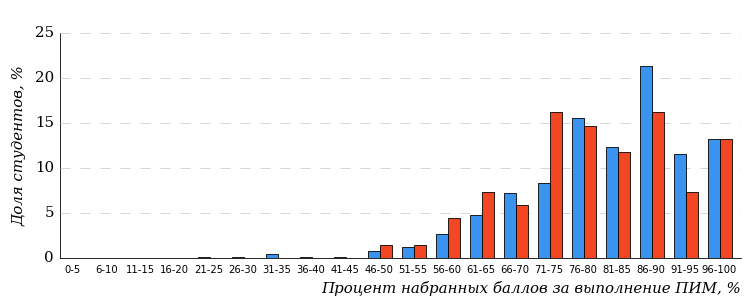 25
20
15
10
5
0
Доля студентов, %
0-5 6-10 11-15 16-20 21-25 26-30 31-35 36-40 41-45 46-50 51-55 56-60 61-65 66-70 71-75 76-80 81-85 86-90 91-95 96-100
Процент набранных баллов за выполнение ПИМ, %